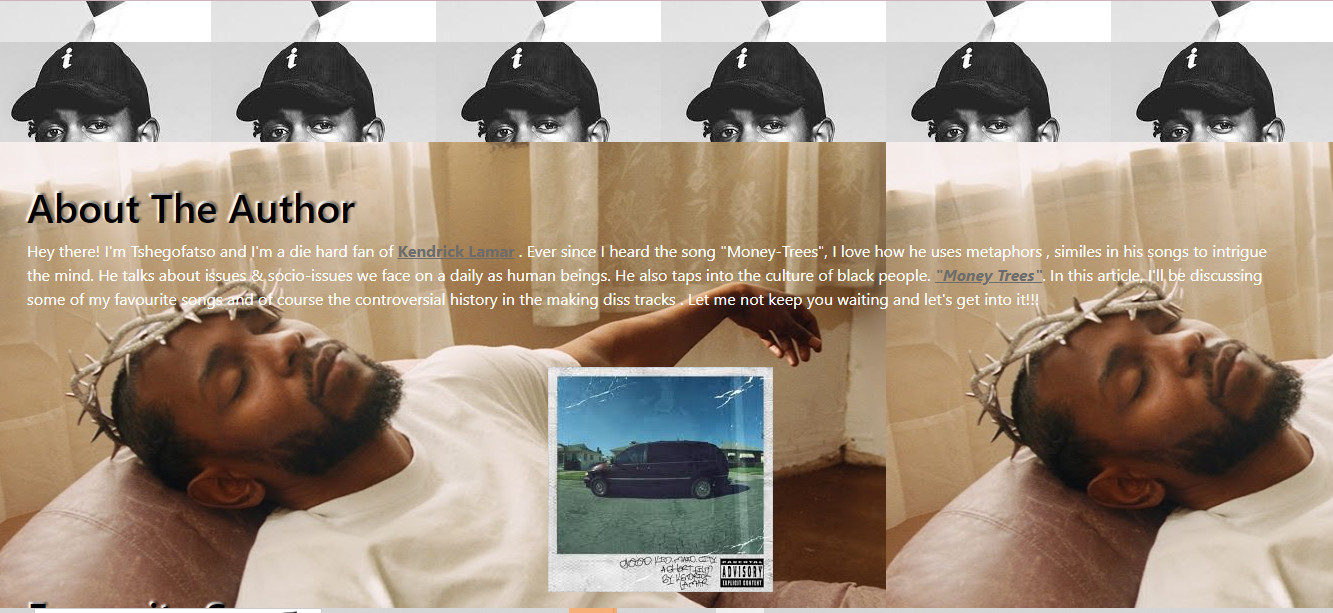 i i i i i i
About The Author
Hey there! I'm Tshegofatso and I'm a die hard fan of Kendrick Lamar . Ever since I heard the song "Money-Trees", I love how he uses metaphors , similes in his songs to intrigue
the mind. He talks about issues & socio-issues we face on a daily as human beings. He also taps into the culture of black people. "Money Trees". In this article, I'll be discussing
some of my favourite songs and of course the controversial history in the making diss tracks . Let me not keep you waiting and let's get into it!!!
good kid, m.A.A.d city
A short film
by Kendrick
Lamar
PARENTAL
ADVISORY
EXPLICIT CONTENT